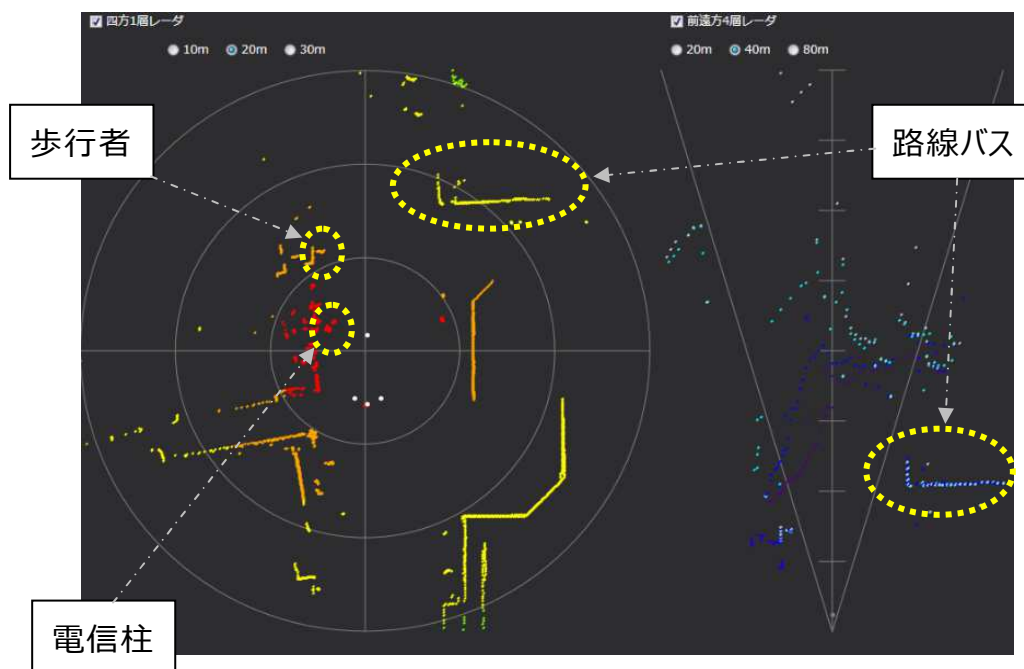 四方1層レーダ
10m 20m 30m
前遠方4層レーダ
20m 40m 80m
歩行者
路線バス
電信柱